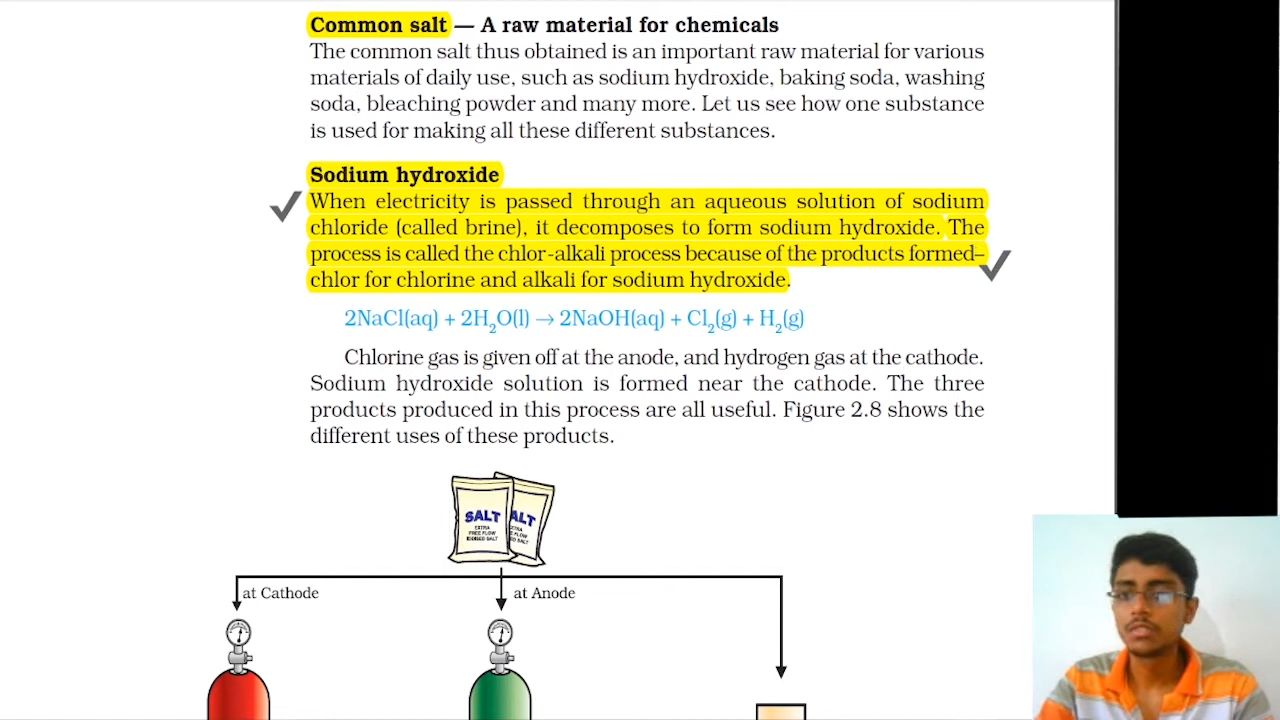 Common salt — A raw material for chemicals
The common salt thus obtained is an important raw material for various
materials of daily use, such as sodium hydroxide, baking soda, washing
soda, bleaching powder and many more. Let us see how one substance
is used for making all these different substances.
Sodium hydroxide
When electricity is passed through an aqueous solution of sodium
chloride (called brine), it decomposes to form sodium hydroxide. The
process is called the chlor-alkali process because of the products formed–
chlor for chlorine and alkali for sodium hydroxide.
2NaCl(aq) + 2H₂O(l) → 2NaOH(aq) + Cl₂(g) + H₂(g)
Chlorine gas is given off at the anode, and hydrogen gas at the cathode.
Sodium hydroxide solution is formed near the cathode. The three
products produced in this process are all useful. Figure 2.8 shows the
different uses of these products.
SALT
EXTRA
FREE FLOW
IODISED SALT
at Cathode
at Anode